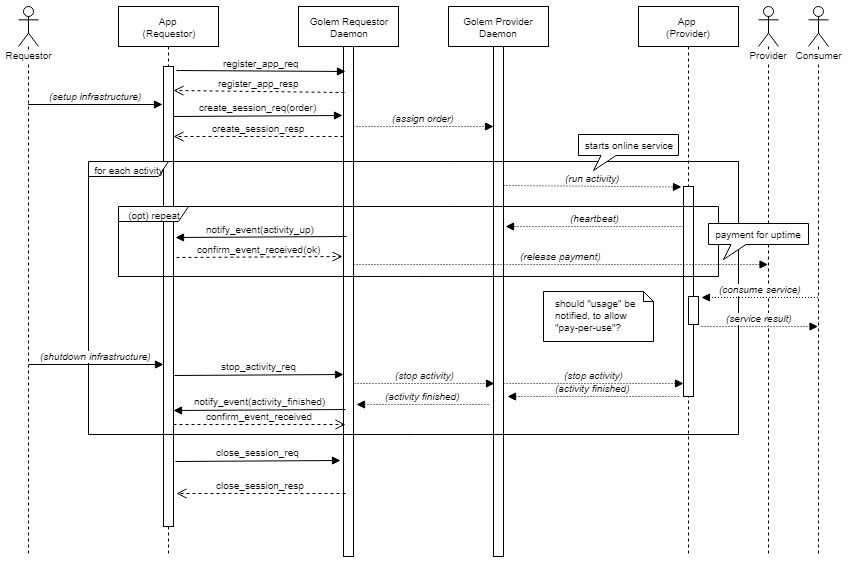 App
(Requestor)
Golem Requestor
Daemon
Golem Provider
Daemon
App
(Provider)
Requestor
Provider
Consumer
register_app_req
register_app_resp
(setup infrastructure)
create_session_req(order)
(assign order)
create_session_resp
starts online service
for each activity
(run activity)
(opt) repeat
(heartbeat)
notify_event(activity_up)
payment for uptime
confirm_event_received(ok)
(release payment)
(consume service)
should "usage" be
notified, to allow
"pay-per-use"?
(service result)
(shutdown infrastructure)
stop_activity_req
(stop activity)
(stop activity)
(activity finished)
(activity finished)
notify_event(activity_finished)
confirm_event_received
close_session_req
close_session_resp